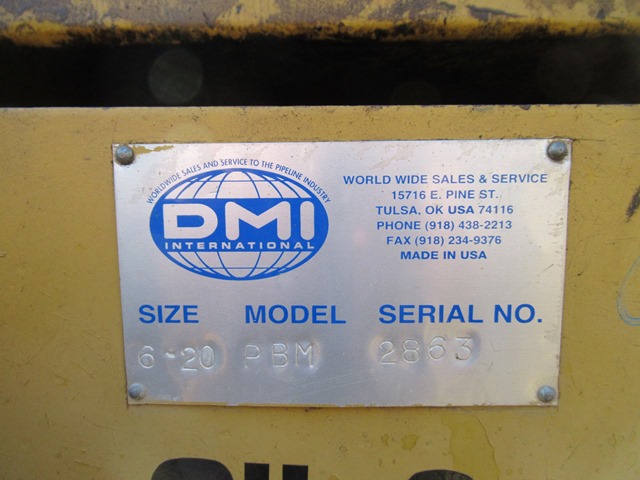 WORLDWIDE SALES AND SERVICE TO THE PIPELINE INDUSTRY
DMI
INTERNATIONAL
WORLD WIDE SALES & SERVICE
15716 E. PINE ST.
TULSA, OK USA 74116
PHONE (918) 438-2213
FAX (918) 234-9376
MADE IN USA
SIZE MODEL SERIAL NO.
6-20 PBM 2863